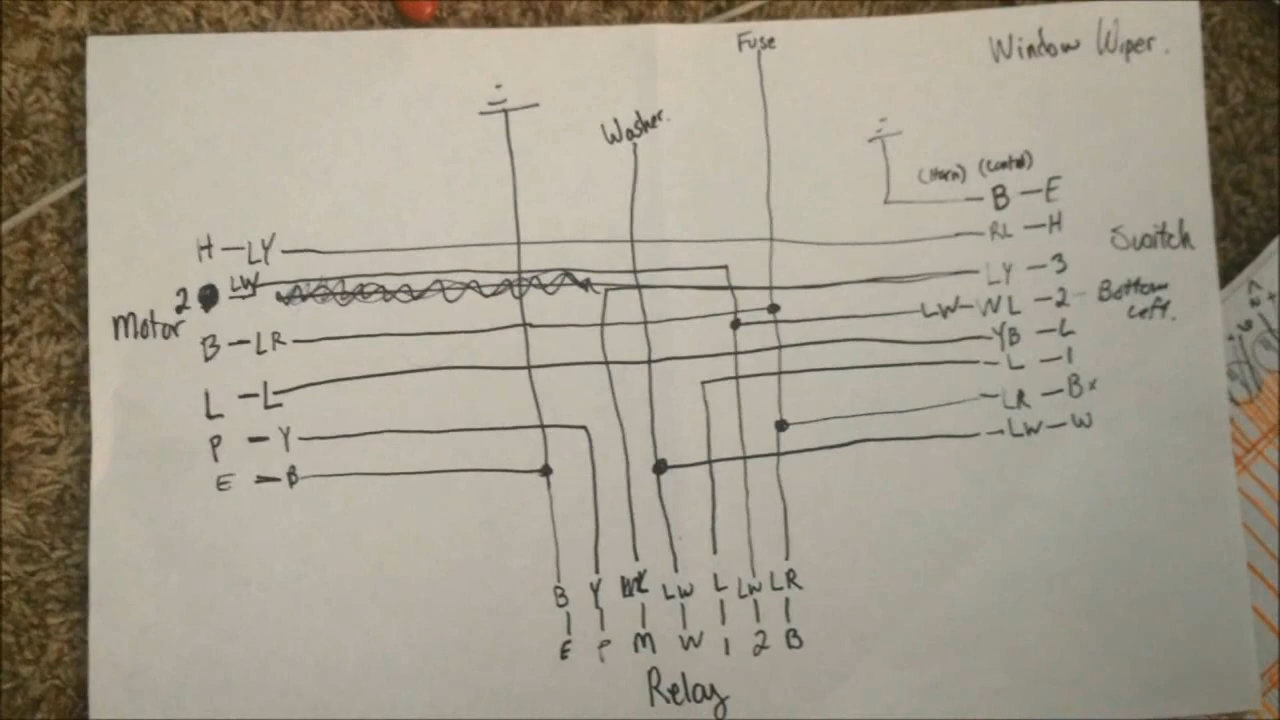 Fuse
Window Wiper.
Washer.
(Horn) (Control)
B — E
H — LY
RL — H
Switch
2 LW
LY — 3
Motor
LW — WL — 2 Bottom Left.
B — LR
YB — L
L — L
L — 1
LR — Bx
P — Y
LW — W
E — B
B Y LW L LW LR
E P M W 1 2 B
Relay